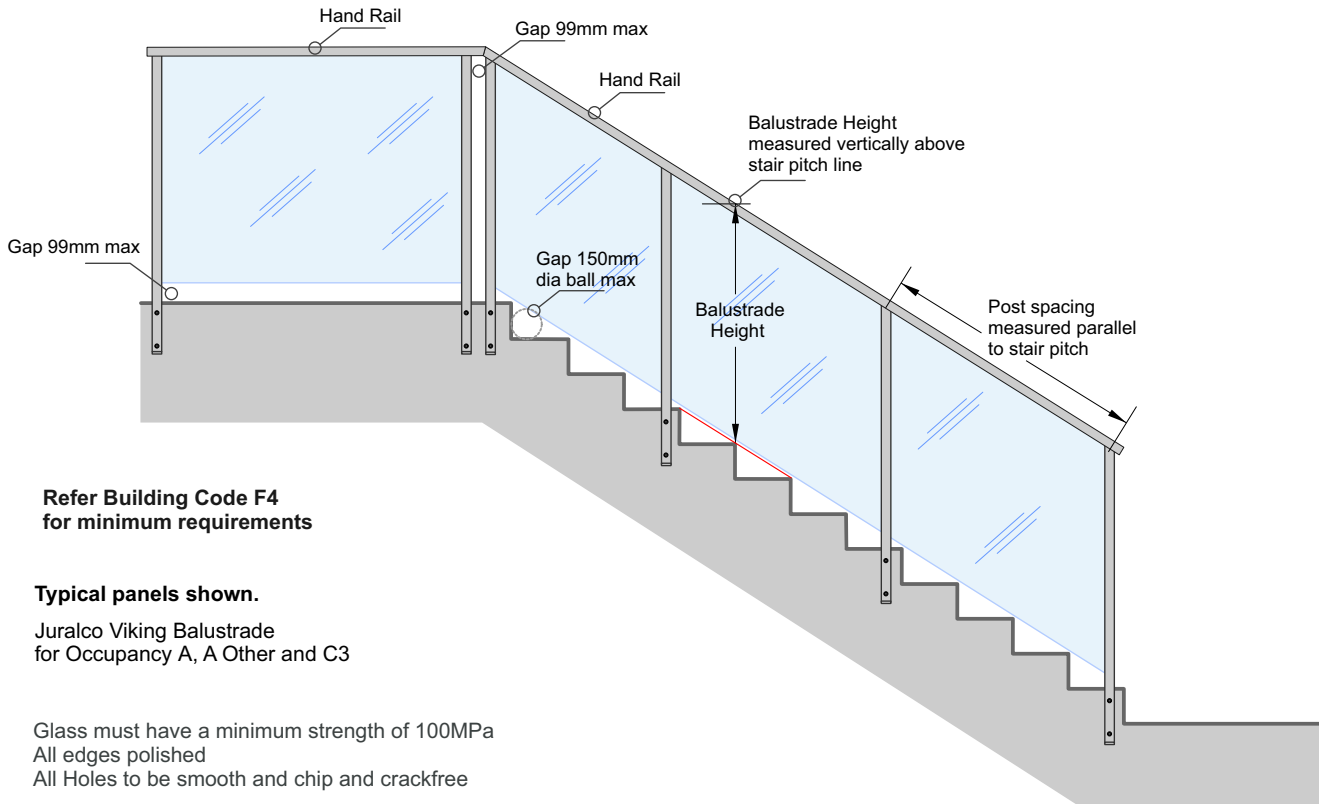 Hand Rail
Gap 99mm max
Hand Rail
Balustrade Height
measured vertically above
stair pitch line
Gap 99mm max
Gap 150mm
dia ball max
Balustrade
Height
Post spacing
measured parallel
to stair pitch
Refer Building Code F4
for minimum requirements
Typical panels shown.
Juralco Viking Balustrade
for Occupancy A, A Other and C3
Glass must have a minimum strength of 100MPa
All edges polished
All Holes to be smooth and chip and crackfree